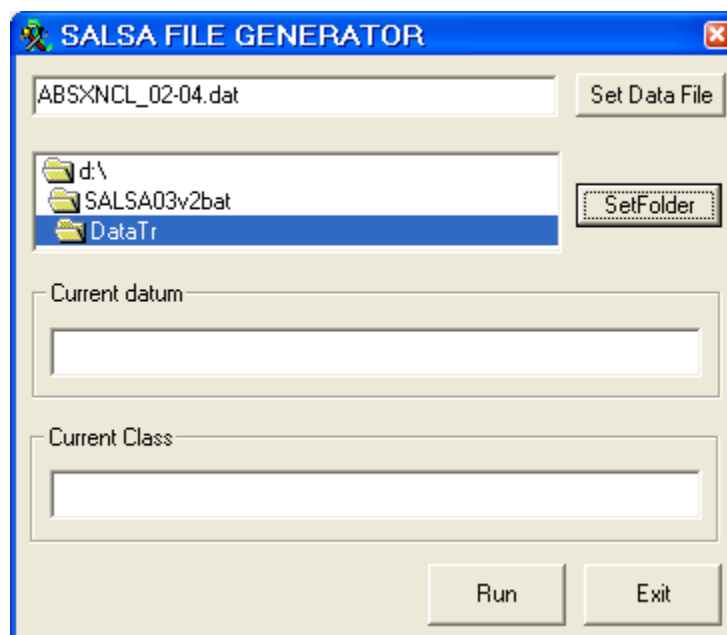 SALSA FILE GENERATOR
ABSXNCL_02-04.dat
Set Data File
d:\
SALSA03v2bat
DataTr
SetFolder
Current datum
Current Class
Run
Exit